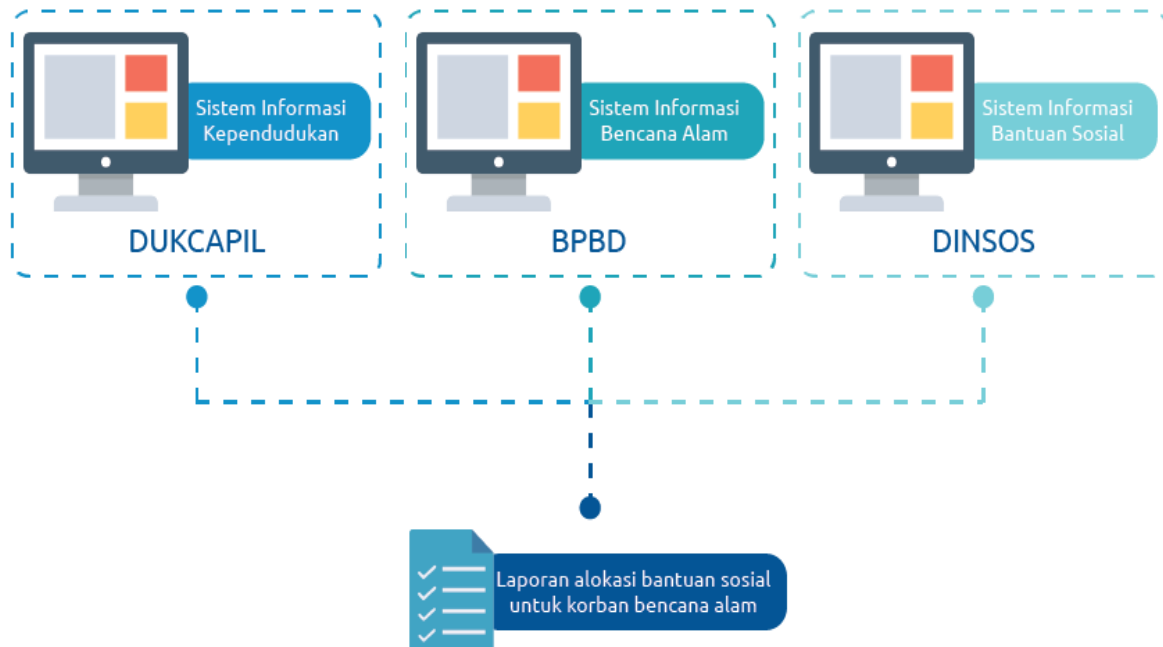 Sistem Informasi
Kependudukan
DUKCAPIL
Sistem Informasi
Bencana Alam
BPBD
Sistem Informasi
Bantuan Sosial
DINSOS
Laporan alokasi bantuan sosial
untuk korban bencana alam